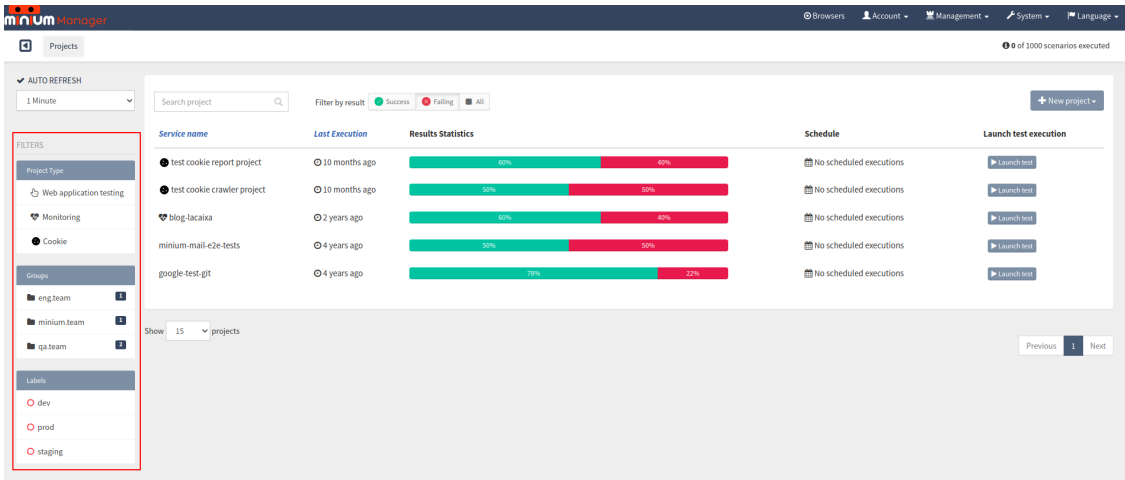 minium Manager
Browsers Account Management System Language
Projects
0 of 1000 scenarios executed
AUTO REFRESH
1 Minute
Search project
Filter by result Success Failing All
New project
Service name Last Execution Results Statistics Schedule Launch test execution
test cookie report project 10 months ago 60% 40% No scheduled executions Launch test
test cookie crawler project 10 months ago 50% 50% No scheduled executions Launch test
blog-lacaixa 2 years ago 60% 40% No scheduled executions Launch test
minium-mail-e2e-tests 4 years ago 50% 50% No scheduled executions Launch test
google-test-git 4 years ago 78% 22% No scheduled executions Launch test
Show 15 projects
Previous 1 Next
FILTERS
Project Type
Web application testing
Monitoring
Cookie
Groups
eng.team 1
minium.team 1
qa.team 2
Labels
dev
prod
staging